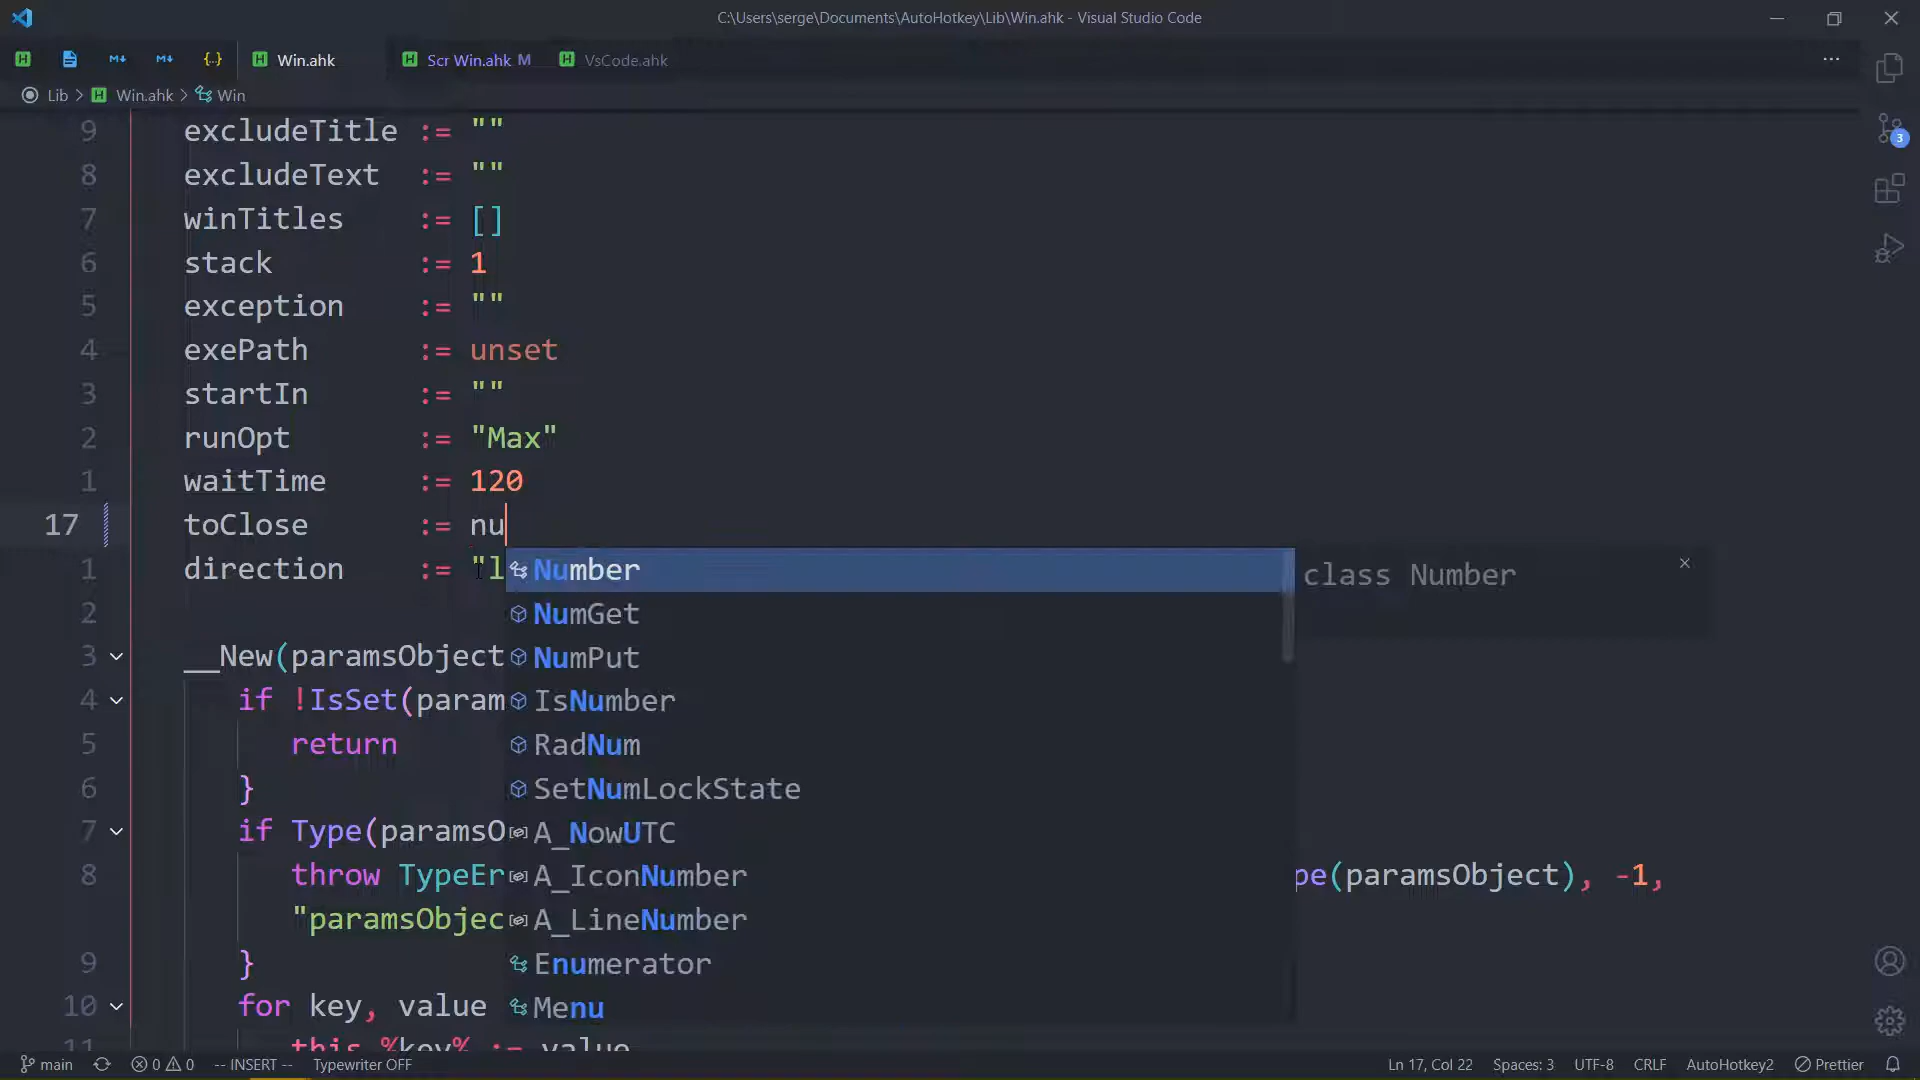 C:\Users\serge\Documents\AutoHotkey\Lib\Win.ahk - Visual Studio Code
Win.ahk
Scr Win.ahk M
VsCode.ahk
Lib > Win.ahk > Win
9 excludeTitle := ""
8 excludeText := ""
7 winTitles := []
6 stack := 1
5 exception := ""
4 exePath := unset
3 startIn := ""
2 runOpt := "Max"
1 waitTime := 120
17 toClose := nu
1 direction := "l
Number
class Number
2 NumGet
NumPut
3 __New(paramsObject
4 if !IsSet(param
IsNumber
5 return
RadNum
6 }
SetNumLockState
7 if Type(paramsO
A_NowUTC
8 throw TypeEr
A_IconNumber
pe(paramsObject), -1,
"paramsObjec
A_LineNumber
9 }
Enumerator
10 for key, value
Menu
11 this.%key% := value
main
0 0
-- INSERT --
Typewriter OFF
Ln 17, Col 22
Spaces: 3
UTF-8
CRLF
AutoHotkey2
Prettier
3